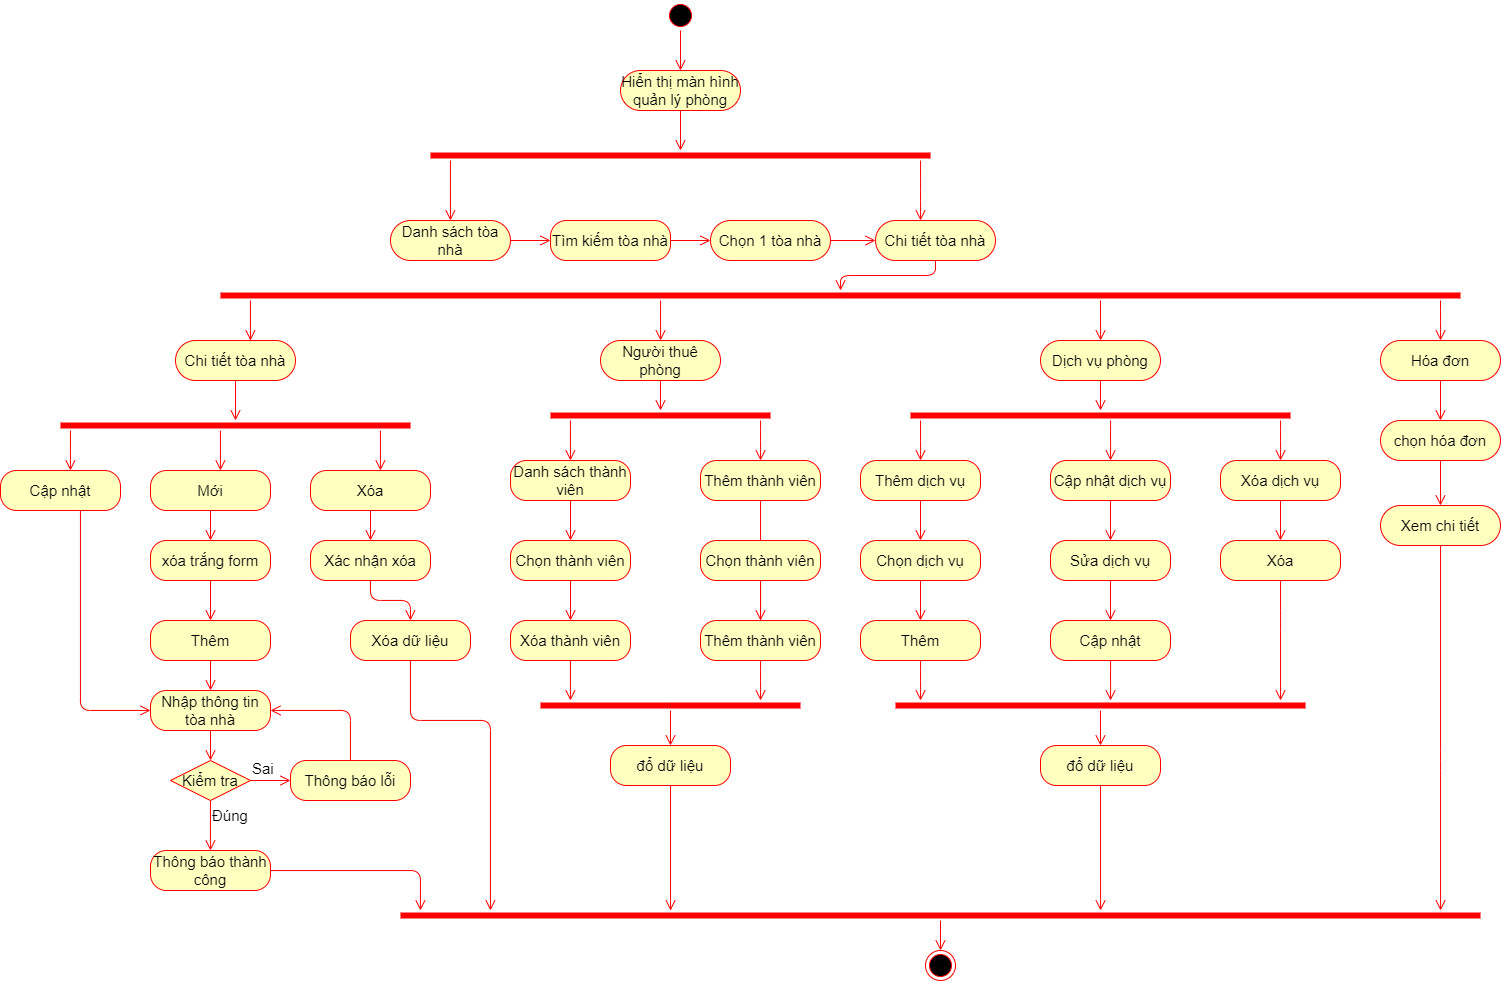 Hiển thị màn hình
quản lý phòng
Danh sách tòa
nhà
Tìm kiếm tòa nhà
Chọn 1 tòa nhà
Chi tiết tòa nhà
Chi tiết tòa nhà
Người thuê
phòng
Dịch vụ phòng
Hóa đơn
chọn hóa đơn
Xem chi tiết
Cập nhật
Mới
Xóa
Danh sách thành
viên
Thêm thành viên
Thêm dịch vụ
Cập nhật dịch vụ
Xóa dịch vụ
xóa trắng form
Xác nhận xóa
Chọn thành viên
Chọn thành viên
Chọn dịch vụ
Sửa dịch vụ
Xóa
Thêm
Xóa dữ liệu
Xóa thành viên
Thêm thành viên
Thêm
Cập nhật
Nhập thông tin
tòa nhà
Kiểm tra
Sai
Thông báo lỗi
đổ dữ liệu
đổ dữ liệu
Đúng
Thông báo thành
công